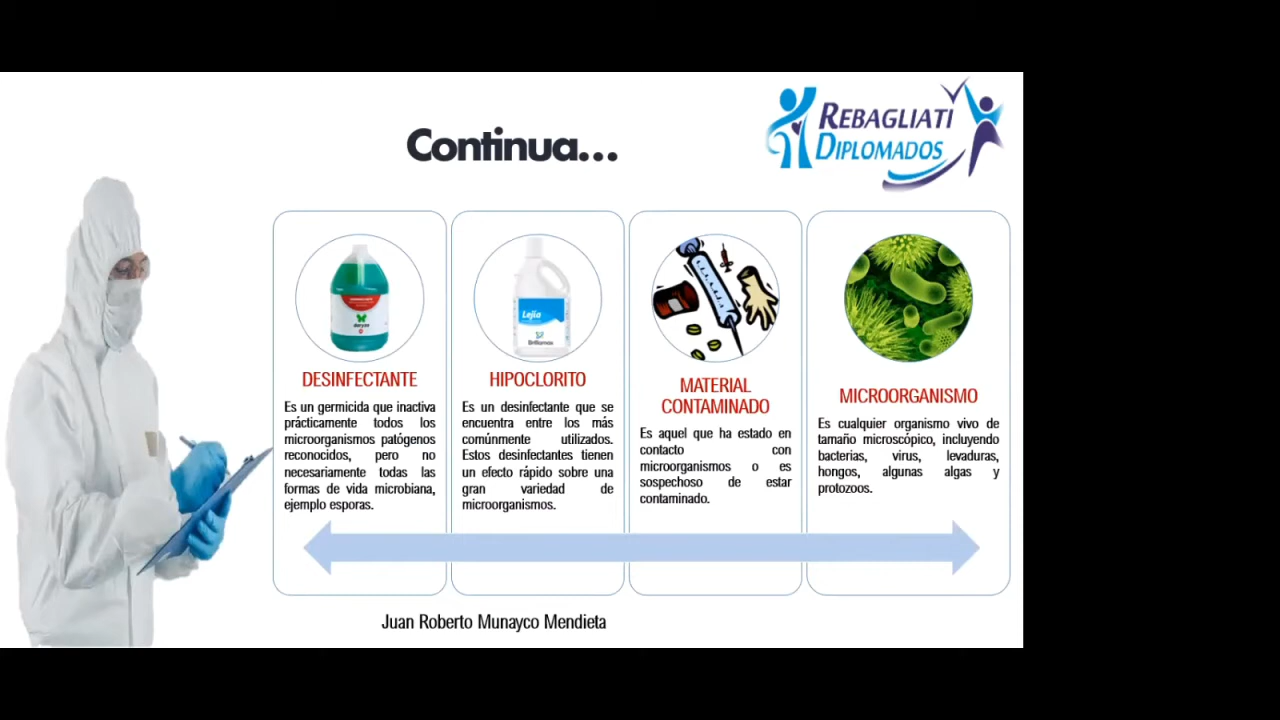 REBAGLIATI
DIPLOMADOS
Continua...
DESINFECTANTE
Es un germicida que inactiva
prácticamente todos los
microorganismos patógenos
reconocidos, pero no
necesariamente todas las
formas de vida microbiana,
ejemplo esporas.
Lejía
Brillamax
HIPOCLORITO
Es un desinfectante que se
encuentra entre los más
comúnmente utilizados.
Estos desinfectantes tienen
un efecto rápido sobre una
gran variedad de
microorganismos.
MATERIAL
CONTAMINADO
Es aquel que ha estado en
contacto con
microorganismos o es
sospechoso de estar
contaminado.
MICROORGANISMO
Es cualquier organismo vivo de
tamaño microscópico, incluyendo
bacterias, virus, levaduras,
hongos, algunas algas y
protozoos.
Juan Roberto Munayco Mendieta